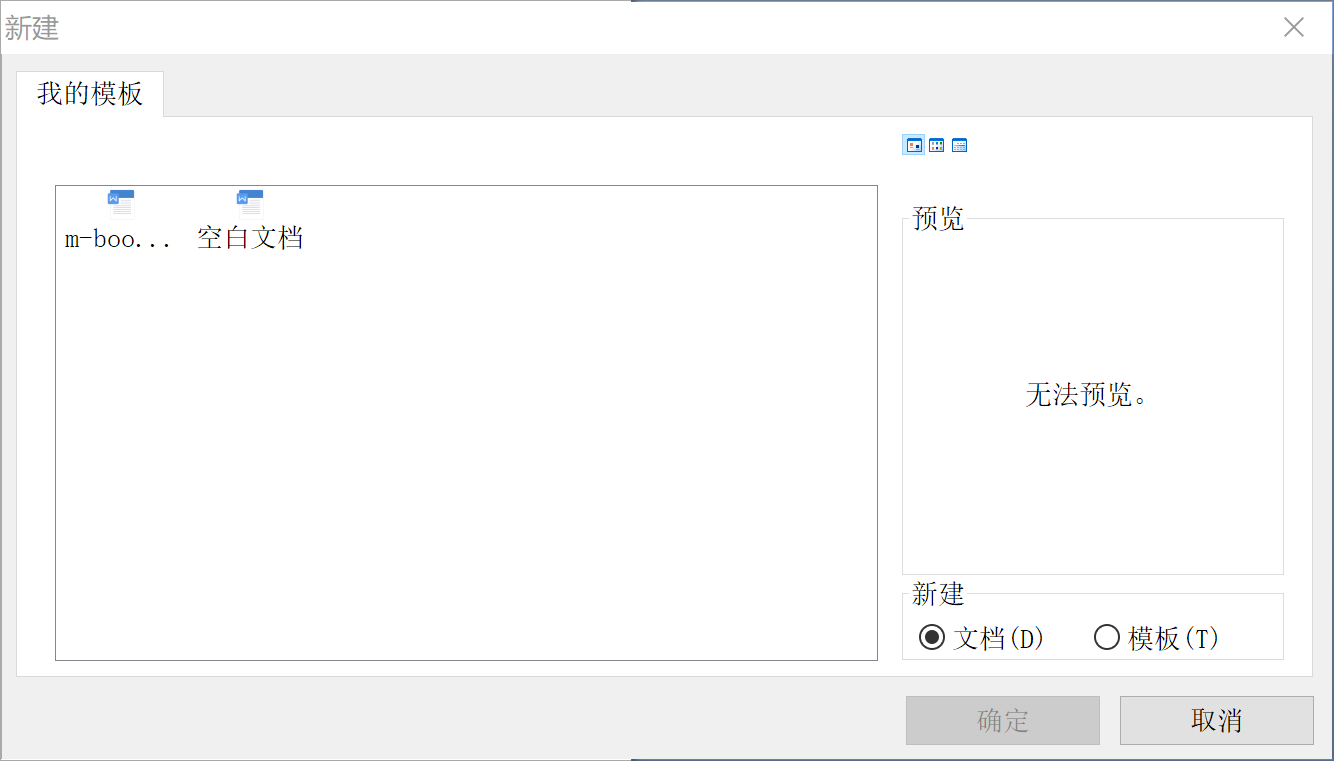 新建
我的模板
m-boo... 空白文档
预览
无法预览。
新建
文档(D) 模板(T)
确定 取消